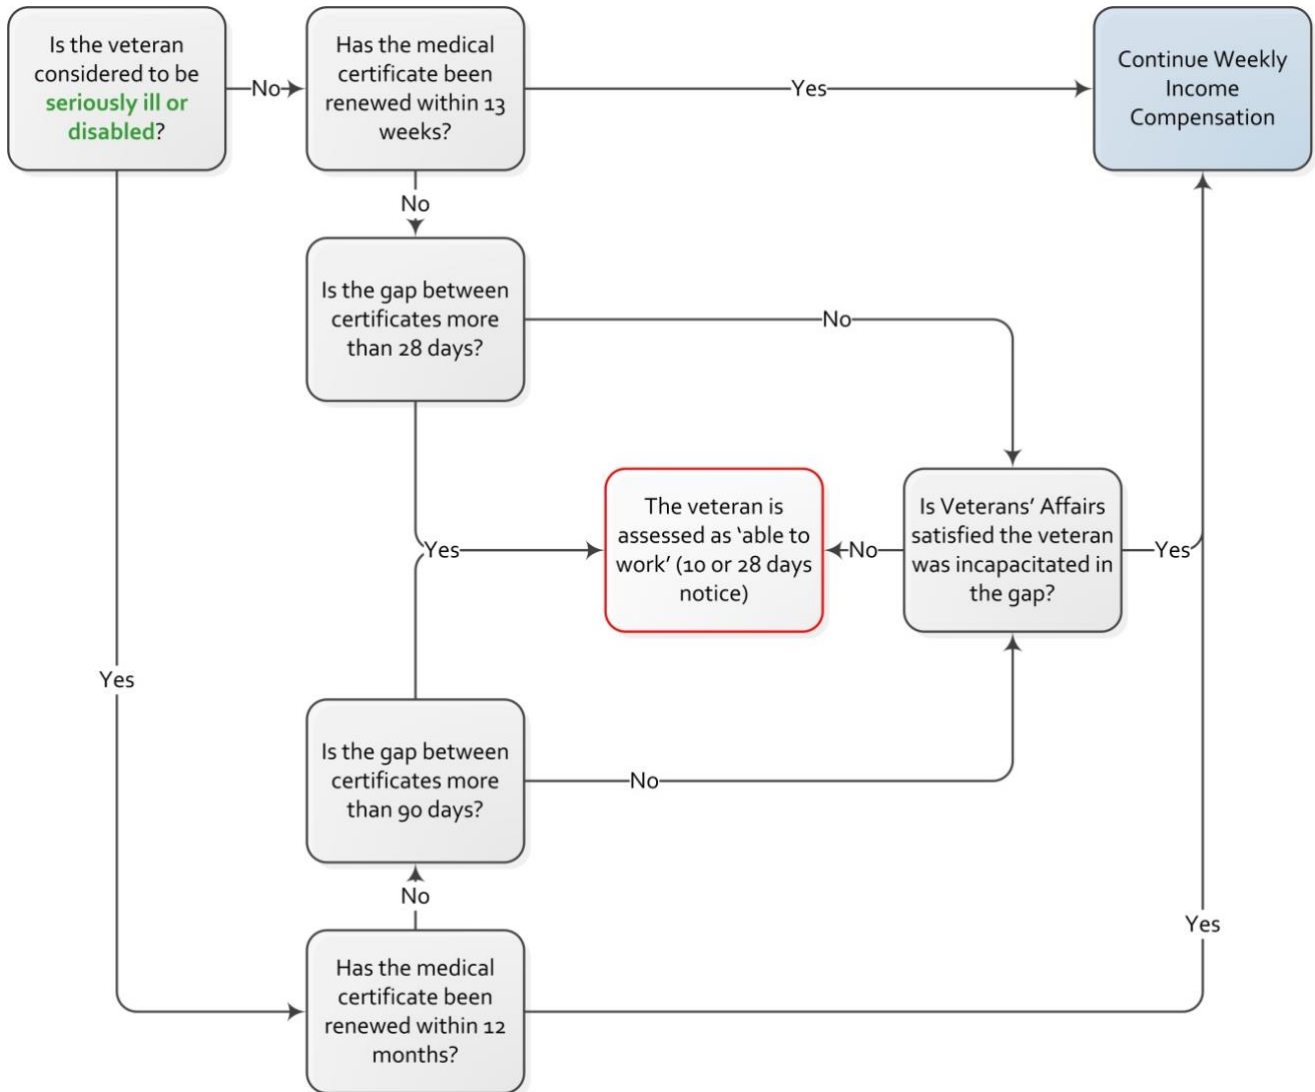 Is the veteran
considered to be
seriously ill or
disabled?
No
Has the medical
certificate been
renewed within 13
weeks?
Yes
Continue Weekly
Income
Compensation
No
Is the gap between
certificates more
than 28 days?
No
Yes
The veteran is
assessed as ‘able to
work’ (10 or 28 days
notice)
No
Is Veterans’ Affairs
satisfied the veteran
was incapacitated in
the gap?
Yes
Yes
Is the gap between
certificates more
than 90 days?
No
No
Has the medical
certificate been
renewed within 12
months?
Yes